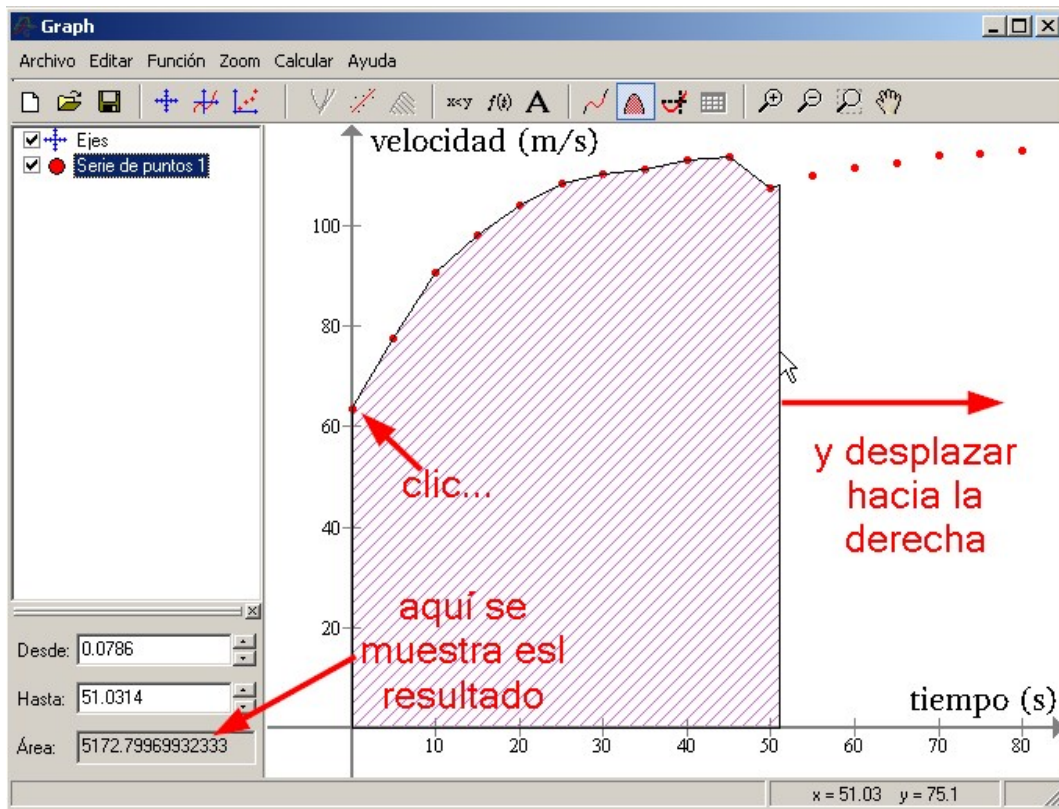 Graph
Archivo Editar Función Zoom Calcular Ayuda
x<y f(x) A
Ejes
Serie de puntos 1
velocidad (m/s)
100
80
60
40
20
clic...
y desplazar
hacia la
derecha
aquí se
muestra esl
resultado
Desde: 0.0786
Hasta: 51.0314
Área: 5172.79969932333
tiempo (s)
10 20 30 40 50 60 70 80
x = 51.03 y = 75.1